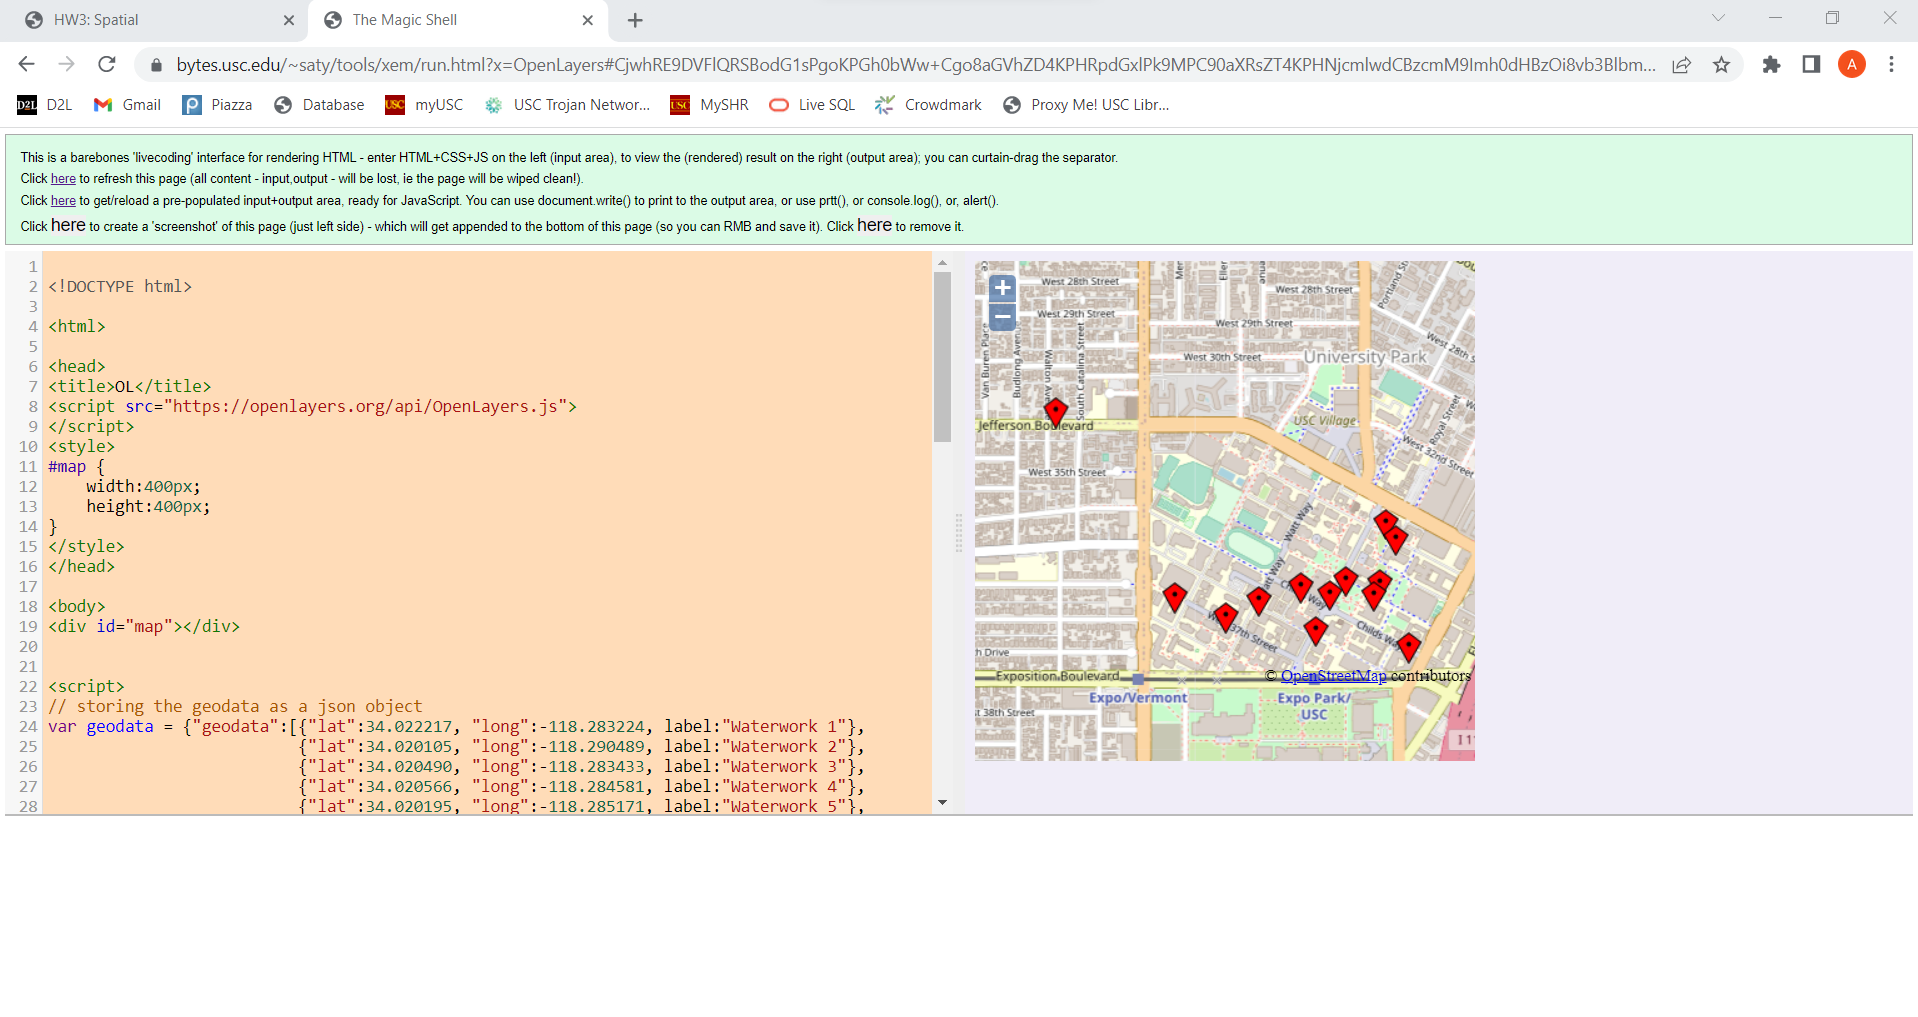 HW3: Spatial
The Magic Shell
bytes.usc.edu/~saty/tools/xem/run.html?x=OpenLayers#
D2L
D2L
Gmail
Piazza
Database
USC
myUSC
USC Trojan Networ...
USC
MySHR
Live SQL
Crowdmark
Proxy Me! USC Libr...
A
This is a barebones 'livecoding' interface for rendering HTML - enter HTML+CSS+JS on the left (input area), to view the (rendered) result on the right (output area); you can curtain-drag the separator.
Click here to refresh this page (all content - input,output - will be lost, ie the page will be wiped clean!).
Click here to get/reload a pre-populated input+output area, ready for JavaScript. You can use document.write() to print to the output area, or use prtt(), or console.log(), or, alert().
Click here to create a 'screenshot' of this page (just left side) - which will get appended to the bottom of this page (so you can RMB and save it). Click here to remove it.
1
2 <!DOCTYPE html>
3
4 <html>
5
6 <head>
7 <title>OL</title>
8 <script src="https://openlayers.org/api/OpenLayers.js">
9 </script>
10 <style>
11 #map {
12 width:400px;
13 height:400px;
14 }
15 </style>
16 </head>
17
18 <body>
19 <div id="map"></div>
20
21
22 <script>
23 // storing the geodata as a json object
24 var geodata = {"geodata":[{"lat":34.022217, "long":-118.283224, label:"Waterwork 1"},
25 {"lat":34.020105, "long":-118.290489, label:"Waterwork 2"},
26 {"lat":34.020490, "long":-118.283433, label:"Waterwork 3"},
27 {"lat":34.020566, "long":-118.284581, label:"Waterwork 4"},
28 {"lat":34.020195, "long":-118.285171, label:"Waterwork 5"},
+
−
West 28th Street
West 28th Street
West 28th S
Portland St
West 29th Street
West 29th Street
West 30th Street
University Park
Van Buren Place
Budlong Avenu
Walton Avenue
South Catalina Street
Jefferson Boulevard
USC Village
Royal Street
West 32nd Street
West 35th Street
Watt Way
Watt Way
Childs Way
West 37th Street
Childs Way
h Drive
Exposition Boulevard
© OpenStreetMap contributors
Expo/Vermont
Expo Park/
USC
t 38th Street
I 1